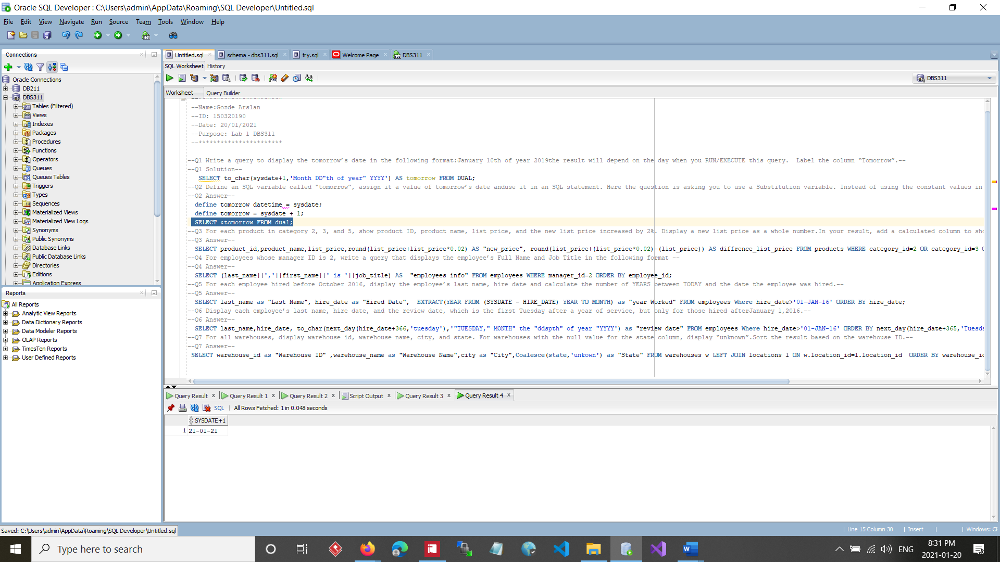 Oracle SQL Developer : C:\Users\admin\AppData\Roaming\SQL Developer\Untitled.sql
File Edit View Navigate Run Source Team Tools Window Help
Connections
Oracle Connections
DB211
DBS311
Tables (Filtered)
Views
Indexes
Packages
Procedures
Functions
Operators
Queues
Queues Tables
Triggers
Types
Sequences
Materialized Views
Materialized View Logs
Synonyms
Public Synonyms
Database Links
Public Database Links
Directories
Editions
Application Express
Reports
All Reports
Analytic View Reports
Data Dictionary Reports
Data Modeler Reports
OLAP Reports
TimesTen Reports
User Defined Reports
Untitled.sql schema - dbs311.sql try.sql Welcome Page DBS311
SQL Worksheet History
DBS311
Worksheet Query Builder
--Name:Gozde Arslan
--ID: 150320190
--Date: 20/01/2021
--Purpose: Lab 1 DBS311
--***********************
--Q1 Write a query to display the tomorrow’s date in the following format:January 10th of year 2019the result will depend on the day when you RUN/EXECUTE this query.  Label the column “Tomorrow”.--
--Q1 Solution--
SELECT to_char(sysdate+1,'Month DD"th of year" YYYY') AS tomorrow FROM DUAL;
--Q2 Define an SQL variable called “tomorrow”, assign it a value of tomorrow’s date anduse it in an SQL statement. Here the question is asking you to use a Substitution variable. Instead of using the constant values in
--Q2 Answer--
define tomorrow datetime = sysdate;
define tomorrow = sysdate + 1;
SELECT &tomorrow FROM dual;
--Q3 For each product in category 2, 3, and 5, show product ID, product name, list price, and the new list price increased by 2%. Display a new list price as a whole number.In your result, add a calculated column to sho
--Q3 Answer--
SELECT product_id,product_name,list_price,round(list_price+list_price*0.02) AS "new_price", round(list_price+(list_price*0.02)-(list_price)) AS diffrence_list_price FROM products WHERE category_id=2 OR category_id=3 O
--Q4 For employees whose manager ID is 2, write a query that displays the employee’s Full Name and Job Title in the following format --
--Q4 Answer--
SELECT (last_name||','||first_name||' is '||job_title) AS  "employees info" FROM employees WHERE manager_id=2 ORDER BY employee_id;
--Q5 For each employee hired before October 2016, display the employee’s last name, hire date and calculate the number of YEARS between TODAY and the date the employee was hired.--
--Q5 Answer--
SELECT last_name as "Last Name", hire_date as "Hired Date",  EXTRACT(YEAR FROM (SYSDATE - HIRE_DATE) YEAR TO MONTH) as "year Worked" FROM employees Where hire_date>'01-JAN-16' ORDER BY hire_date;
--Q6 Display each employee’s last name, hire date, and the review date, which is the first Tuesday after a year of service, but only for those hired afterJanuary 1,2016.--
--Q6 Answer--
SELECT last_name,hire_date, to_char(next_day(hire_date+366,'tuesday'),'"TUESDAY," MONTH" the "ddspth" of year "YYYY') as "review date" FROM employees Where hire_date>'01-JAN-16' ORDER BY next_day(hire_date+365,'Tuesda
--Q7 For all warehouses, display warehouse id, warehouse name, city, and state. For warehouses with the null value for the state column, display “unknown”.Sort the result based on the warehouse ID.--
--Q7 Answer--
SELECT warehouse_id as "Warehouse ID" ,warehouse_name as "Warehouse Name",city as "City",Coalesce(state,'unkown') as "State" FROM warehouses w LEFT JOIN locations l ON w.location_id=l.location_id  ORDER BY warehouse_id
Query Result Query Result 1 Query Result 2 Script Output Query Result 3 Query Result 4
SQL All Rows Fetched: 1 in 0.048 seconds
SYSDATE+1
1 21-01-21
Saved: C:\Users\admin\AppData\Roaming\SQL Developer\Untitled.sql
Line 15 Column 30 Insert Windows: CR
Type here to search
ENG
8:31 PM
2021-01-20